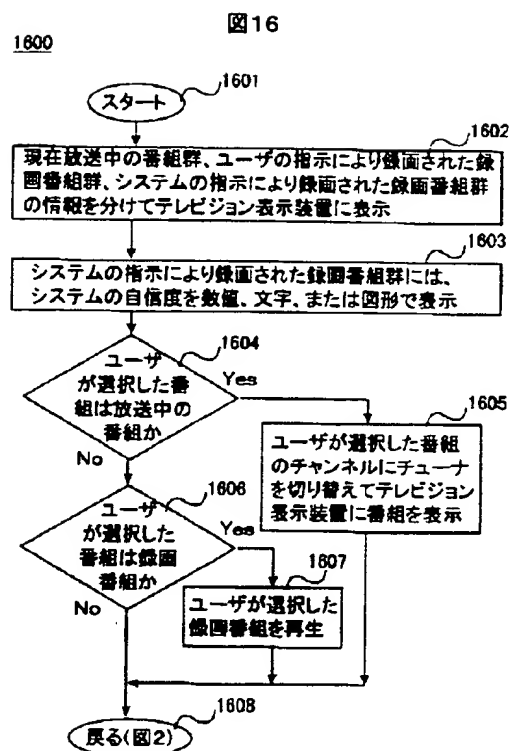 図16
1600
1601
スタート
1602
現在放送中の番組群、ユーザの指示により録画された録
画番組群、システムの指示により録画された録画番組群
の情報を分けてテレビジョン表示装置に表示
1603
システムの指示により録画された録画番組群には、
システムの自信度を数値、文字、または図形で表示
1604
ユーザ
が選択した番
組は放送中の
番組か
Yes
No
1605
ユーザが選択した番組
のチャンネルにチューナ
を切り替えてテレビジョン
表示装置に番組を表示
1606
ユーザ
が選択した
番組は録画
番組か
Yes
No
1607
ユーザが選択した
録画番組を再生
1608
戻る(図2)